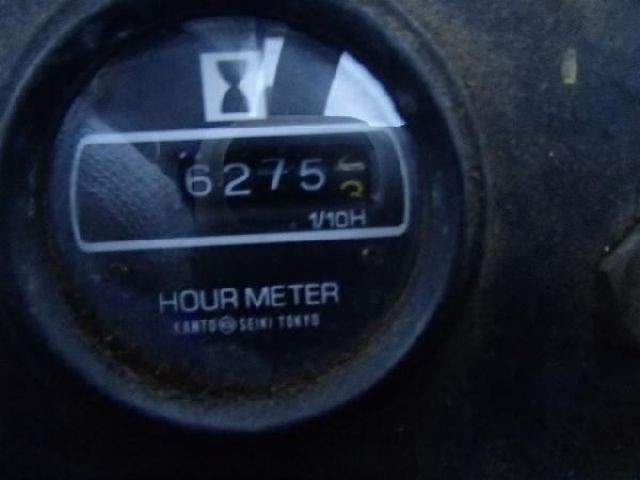 6275
1/10H
HOUR METER
KANTO SEIKI TOKYO